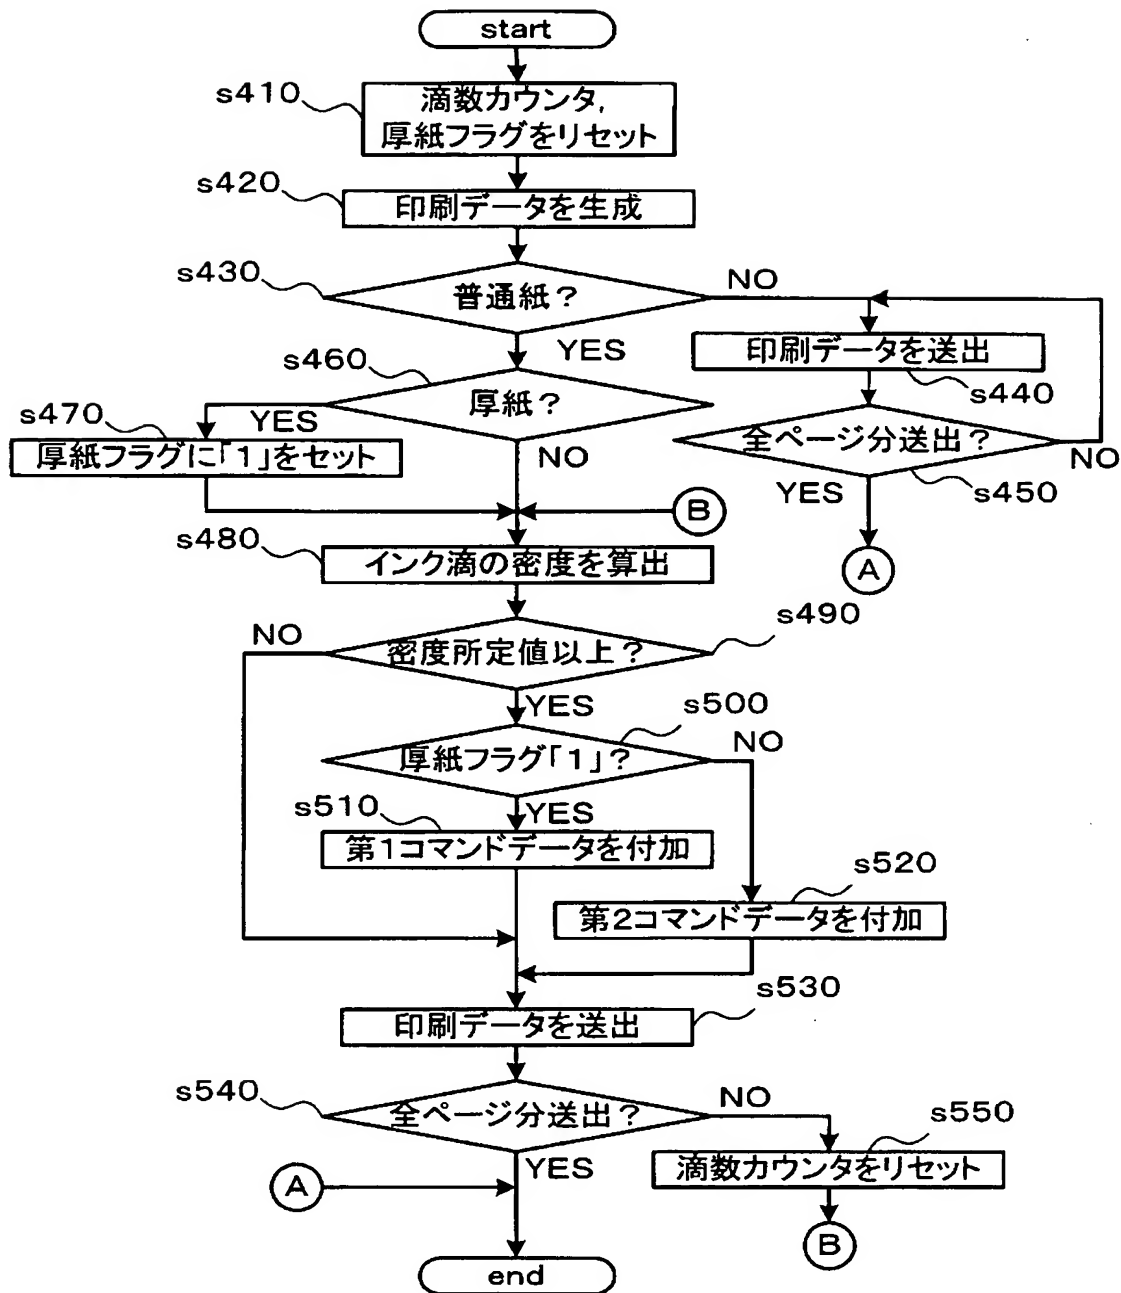 start
s410
滴数カウンタ,
厚紙フラグをリセット
s420
印刷データを生成
s430
普通紙?
NO
YES
印刷データを送出
s440
s460
厚紙?
s470
YES
厚紙フラグに「1」をセット
NO
全ページ分送出?
NO
YES
s450
B
A
s480
インク滴の密度を算出
s490
NO
密度所定値以上?
YES
s500
厚紙フラグ「1」?
NO
s510
YES
第1コマンドデータを付加
s520
第2コマンドデータを付加
s530
印刷データを送出
s540
全ページ分送出?
NO
s550
YES
滴数カウンタをリセット
A
B
end